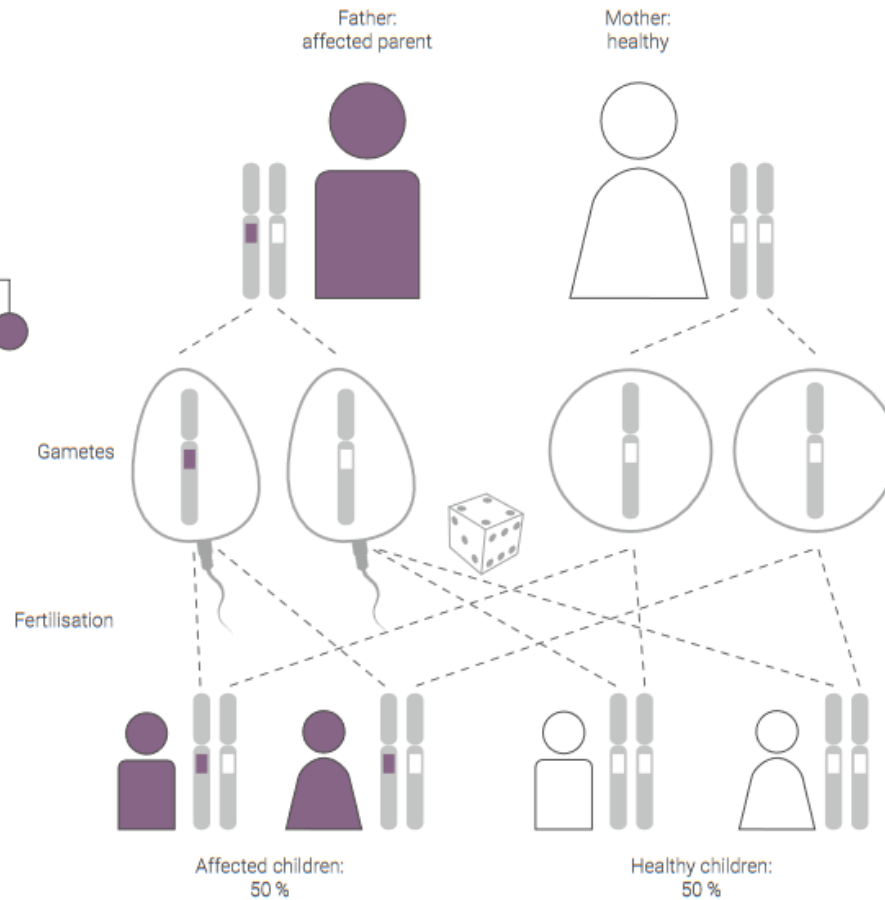 Father:
affected parent
Mother:
healthy
Gametes
Fertilisation
Affected children:
50 %
Healthy children:
50 %